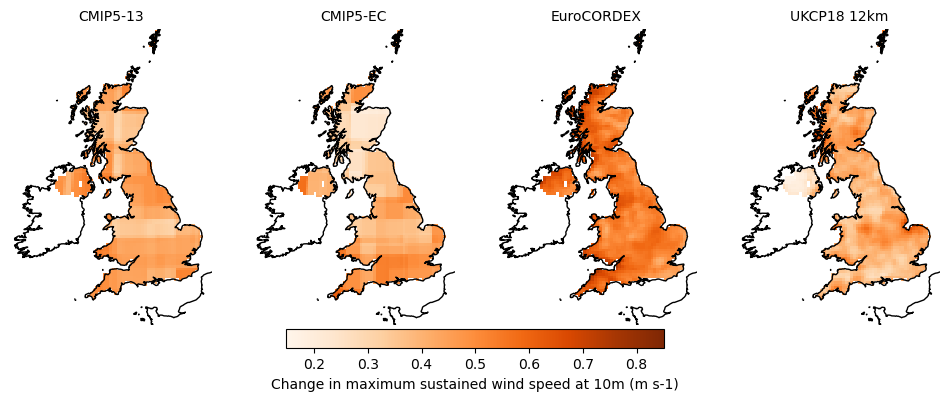 CMIP5-13 CMIP5-EC EuroCORDEX UKCP18 12km
0.2 0.3 0.4 0.5 0.6 0.7 0.8
Change in maximum sustained wind speed at 10m (m s-1)